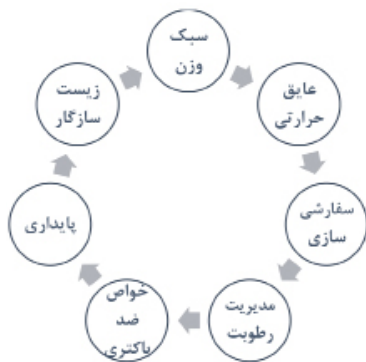 سبک
وزن
عایق
حرارتی
سفارشی
سازی
مدیریت
رطوبت
خواص
ضد
باکتری
پایداری
زیست
سازگار